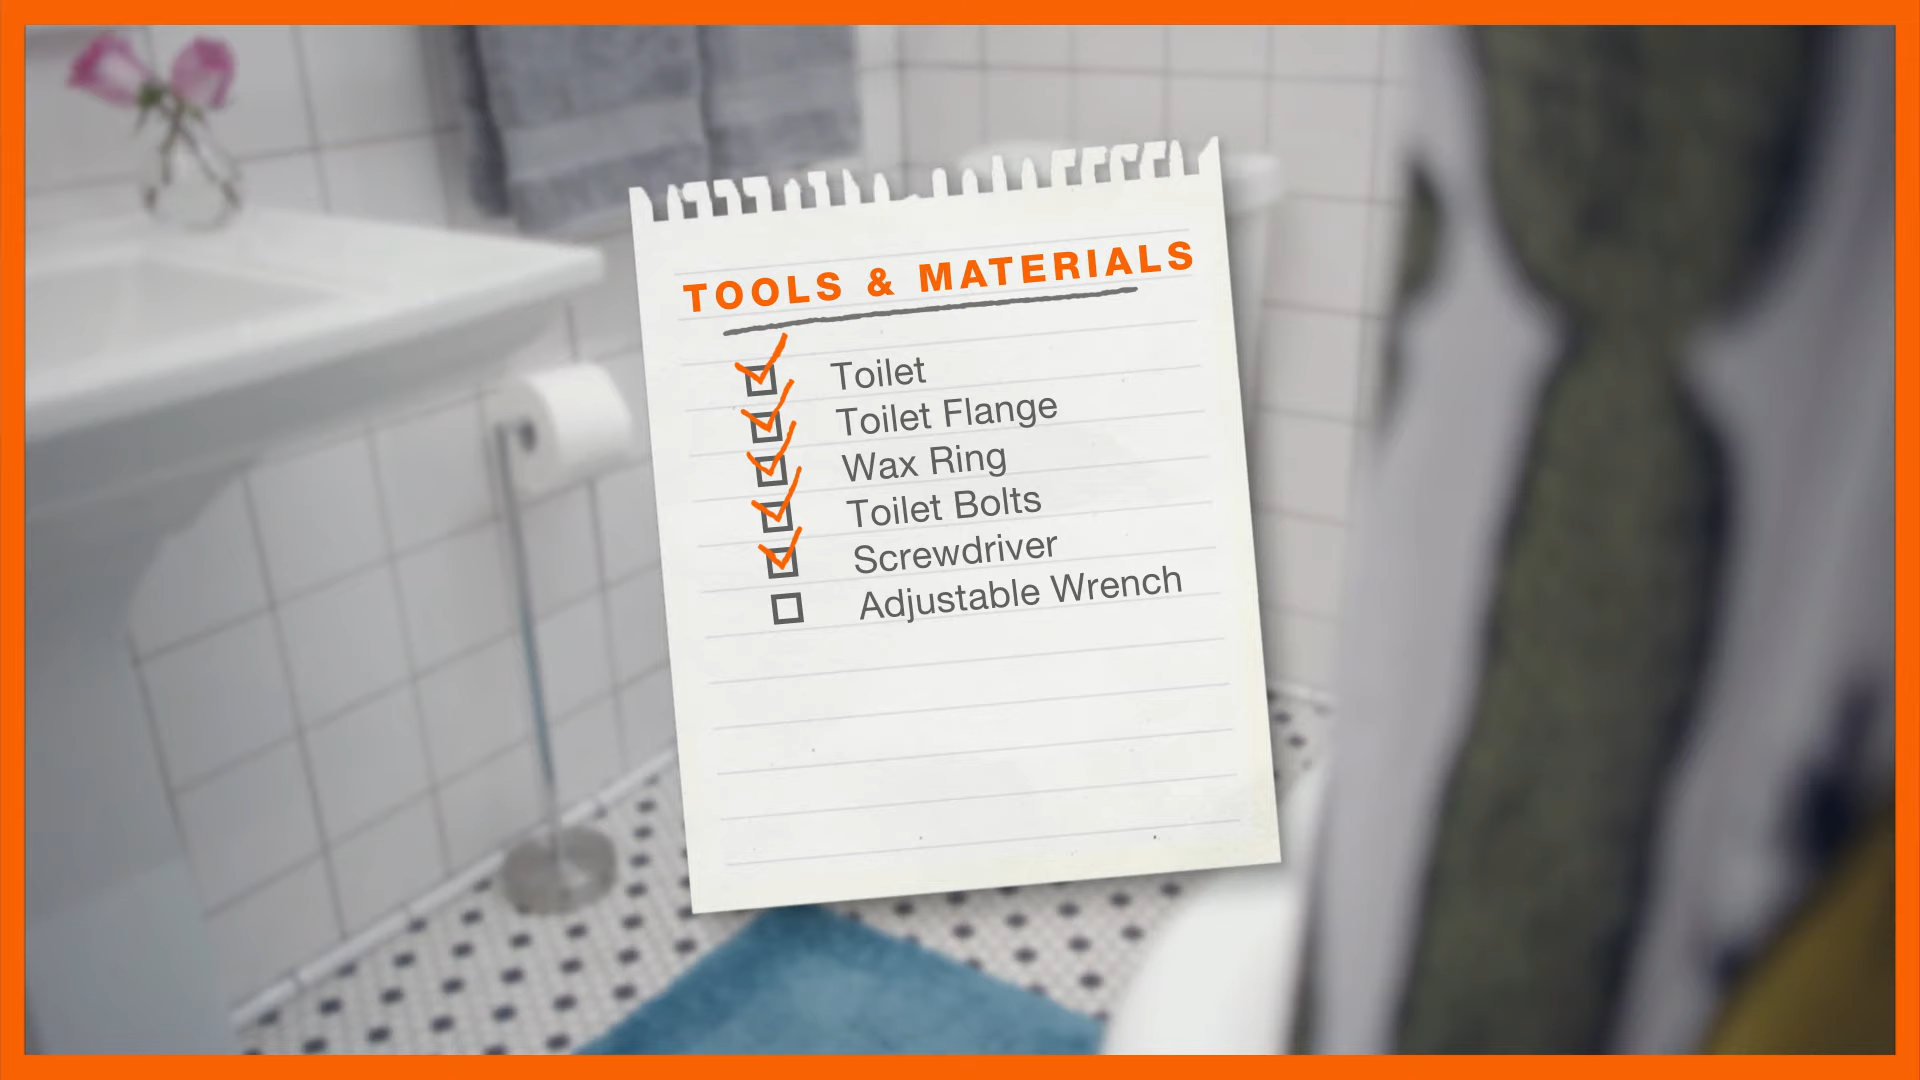 TOOLS & MATERIALS
Toilet
Toilet Flange
Wax Ring
Toilet Bolts
Screwdriver
Adjustable Wrench